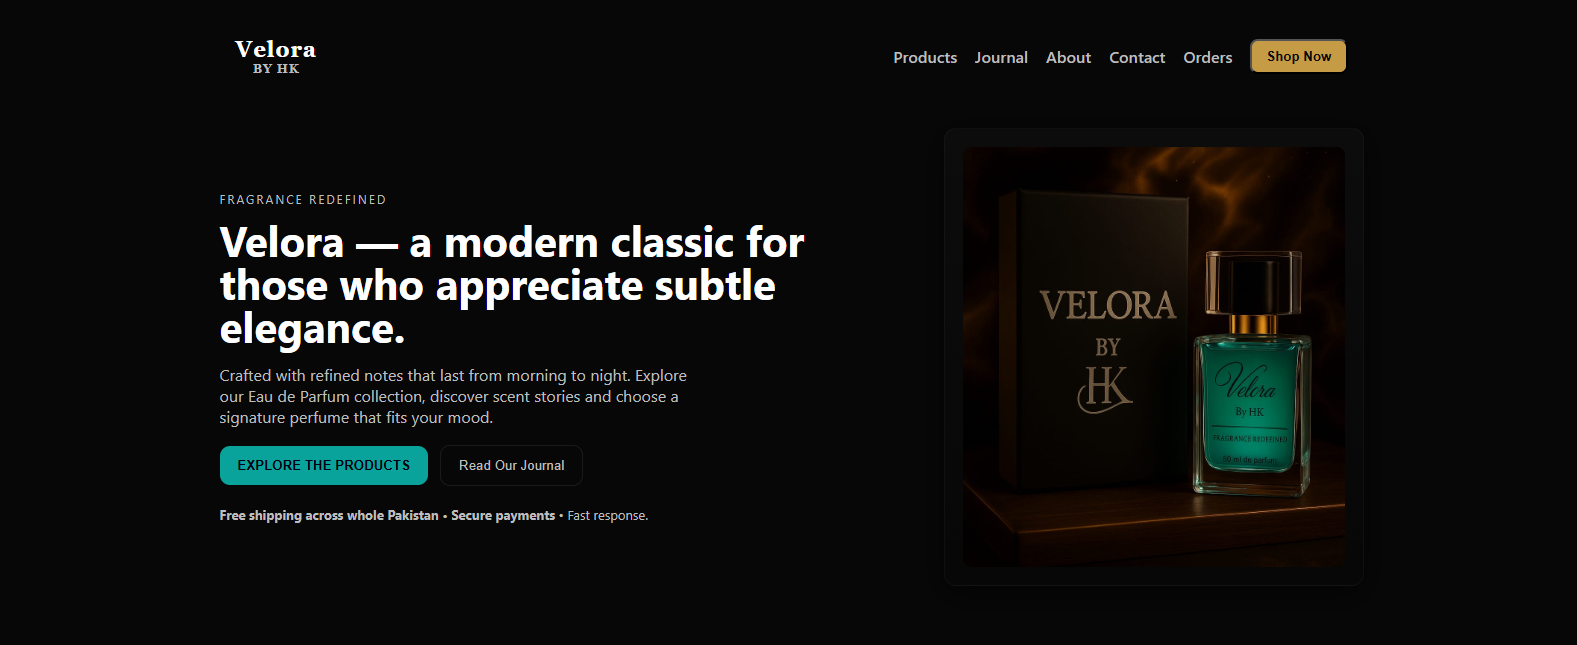 Velora
BY HK
Products Journal About Contact Orders Shop Now
FRAGRANCE REDEFINED
Velora — a modern classic for
those who appreciate subtle
elegance.
Crafted with refined notes that last from morning to night. Explore
our Eau de Parfum collection, discover scent stories and choose a
signature perfume that fits your mood.
EXPLORE THE PRODUCTS Read Our Journal
Free shipping across whole Pakistan • Secure payments • Fast response.
VELORA
BY
HK
Velora
By HK
FRAGRANCE REDEFINED
50 ml de parfum